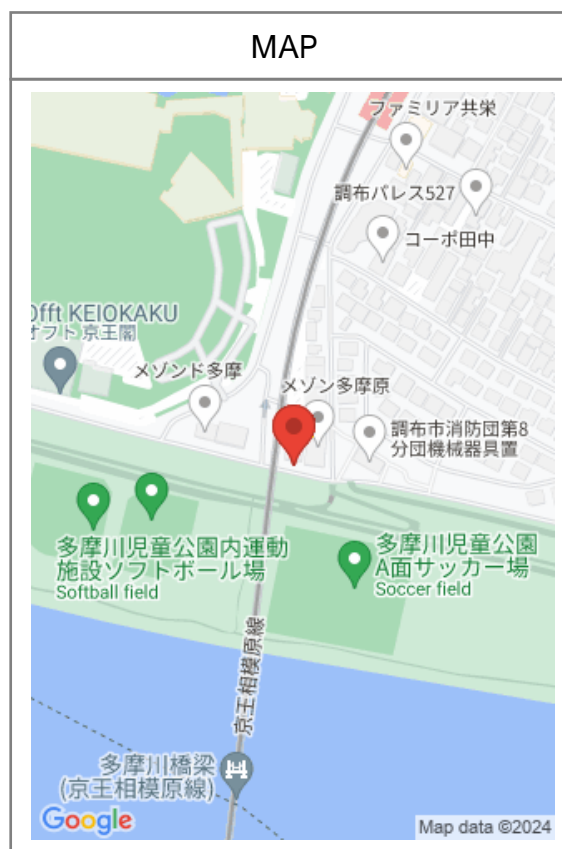 MAP
ファミリア共栄
調布パレス527
コーポ田中
Offt KEIOKAKU
オフト 京王閣
メゾンド多摩
メゾン多摩原
調布市消防団第8
分団機械器具置
多摩川児童公園内運動
施設ソフトボール場
Softball field
多摩川児童公園
A面サッカー場
Soccer field
京王相模原線
多摩川橋梁
(京王相模原線)
Google
Map data ©2024